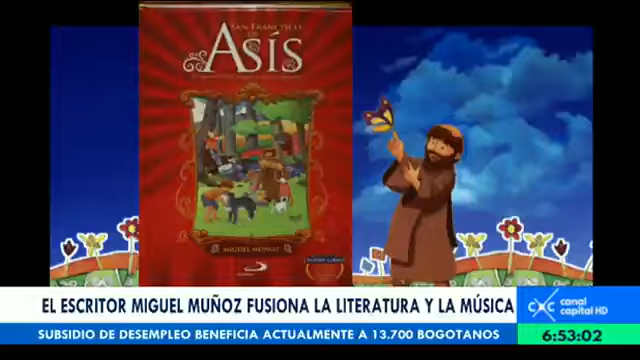 SAN FRANCISCO
ASÍS
MIGUEL MUÑOZ
EL ESCRITOR MIGUEL MUÑOZ FUSIONA LA LITERATURA Y LA MÚSICA
canal
capital HD
SUBSIDIO DE DESEMPLEO BENEFICIA ACTUALMENTE A 13.700 BOGOTANOS
6:53:02